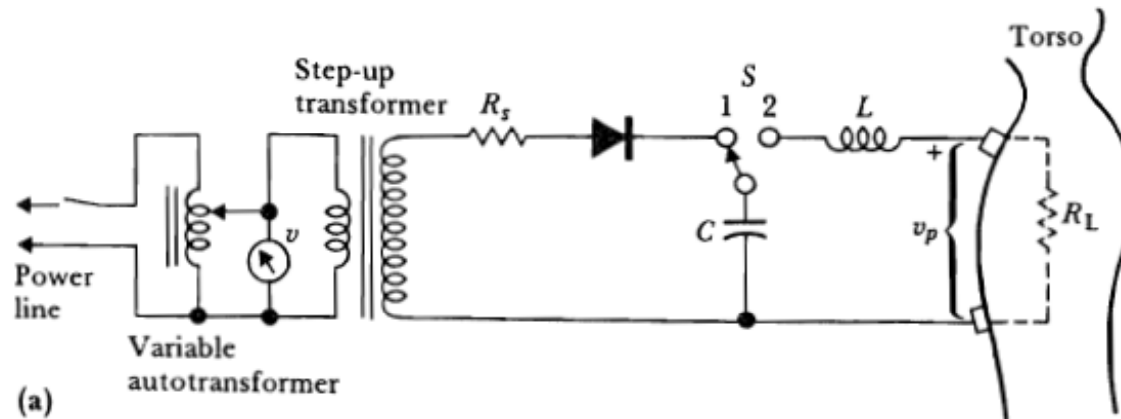 Torso
Step-up
transformer
R_s
S
1 2
L
+
v
C
v_p
R_L
Power
line
Variable
autotransformer
(a)